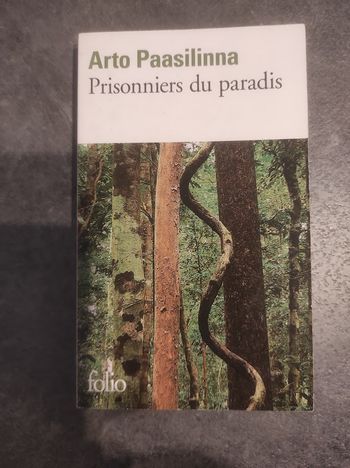 Arto Paasilinna
Prisonniers du paradis
folio